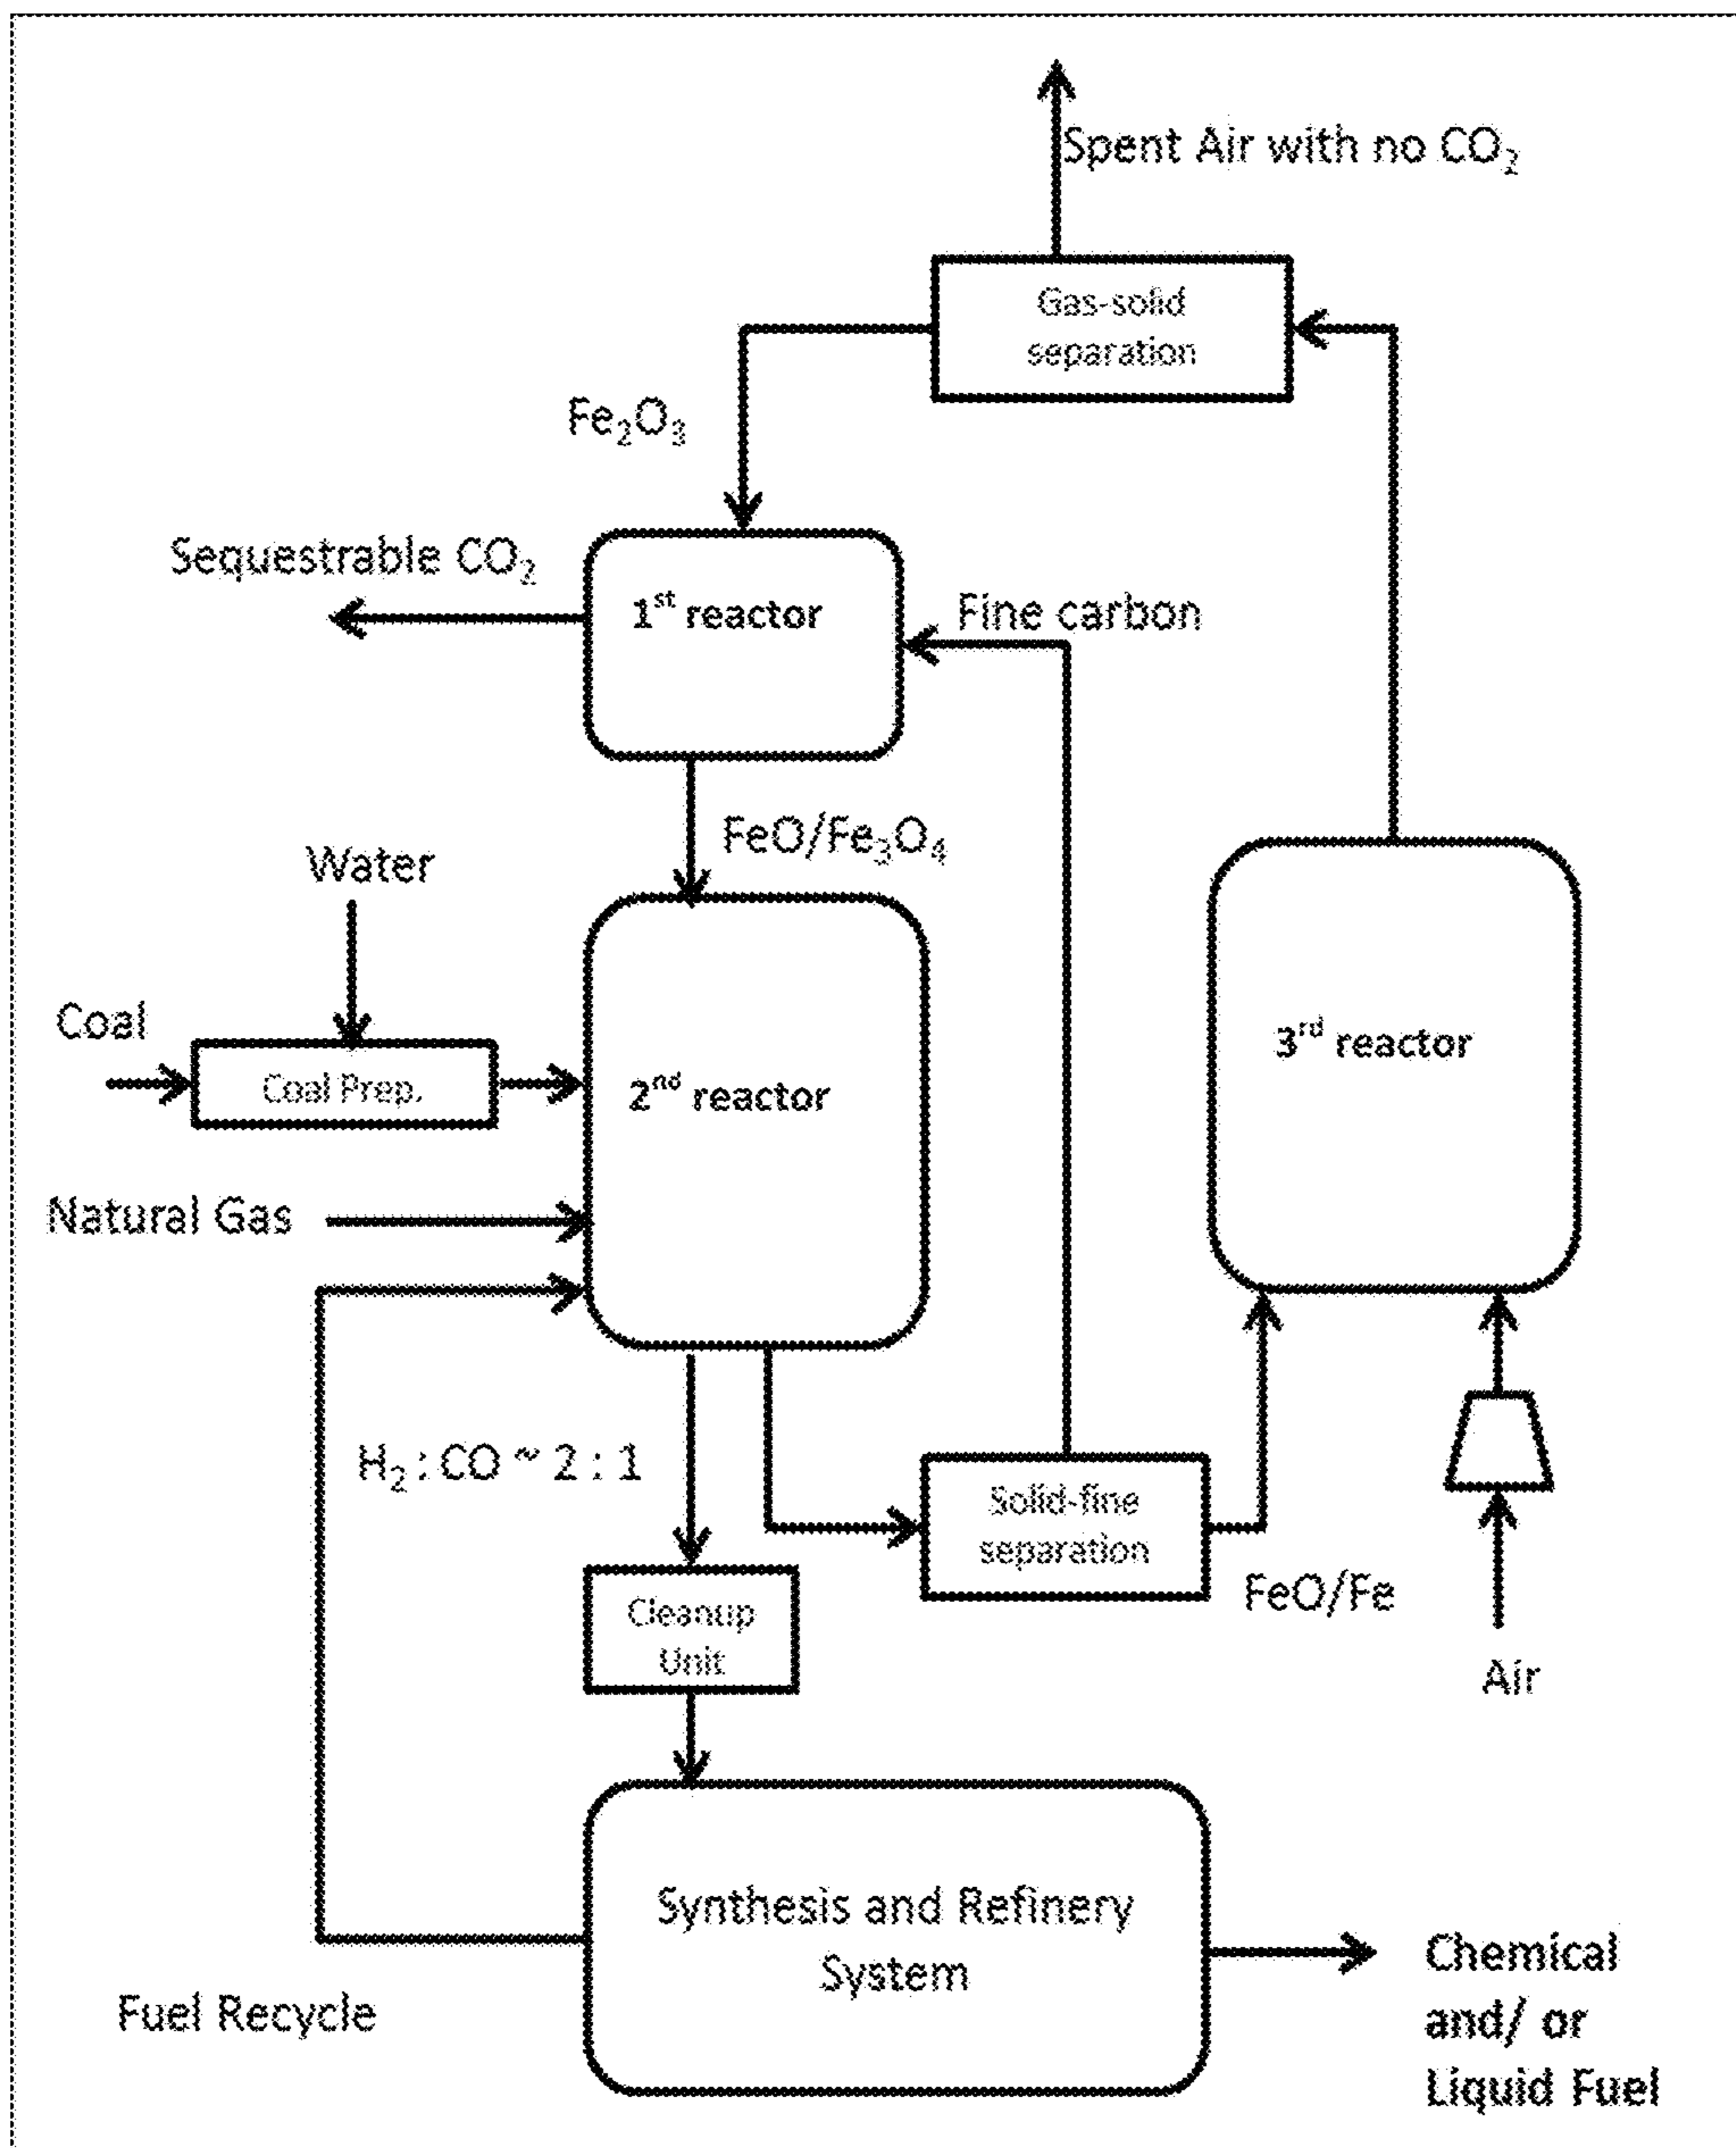 Spent Air with no CO₂
Gas-solid
separation
Fe₂O₃
Sequestrable CO₂
1ˢᵗ reactor
Fine carbon
FeO/Fe₃O₄
Water
Coal
Coal Prep.
2ⁿᵈ reactor
3ʳᵈ reactor
Natural Gas
H₂ : CO ~ 2 : 1
Solid-fine
separation
FeO/Fe
Cleanup
Unit
Air
Synthesis and Refinery
System
Fuel Recycle
Chemical
and/ or
Liquid Fuel